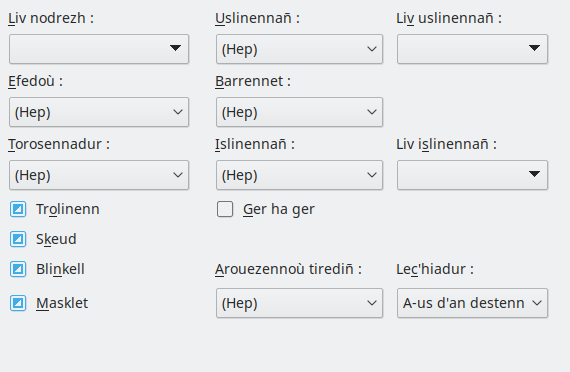 Liv nodrezh :
Uslinennañ :
Liv uslinennañ :
(Hep)
Efedoù :
Barrennet :
(Hep)
(Hep)
Torosennadur :
Islinennañ :
Liv islinennañ :
(Hep)
(Hep)
Trolinenn
Ger ha ger
Skeud
Blinkell
Arouezennoù tirediñ :
Lec'hiadur :
Masklet
(Hep)
A-us d'an destenn